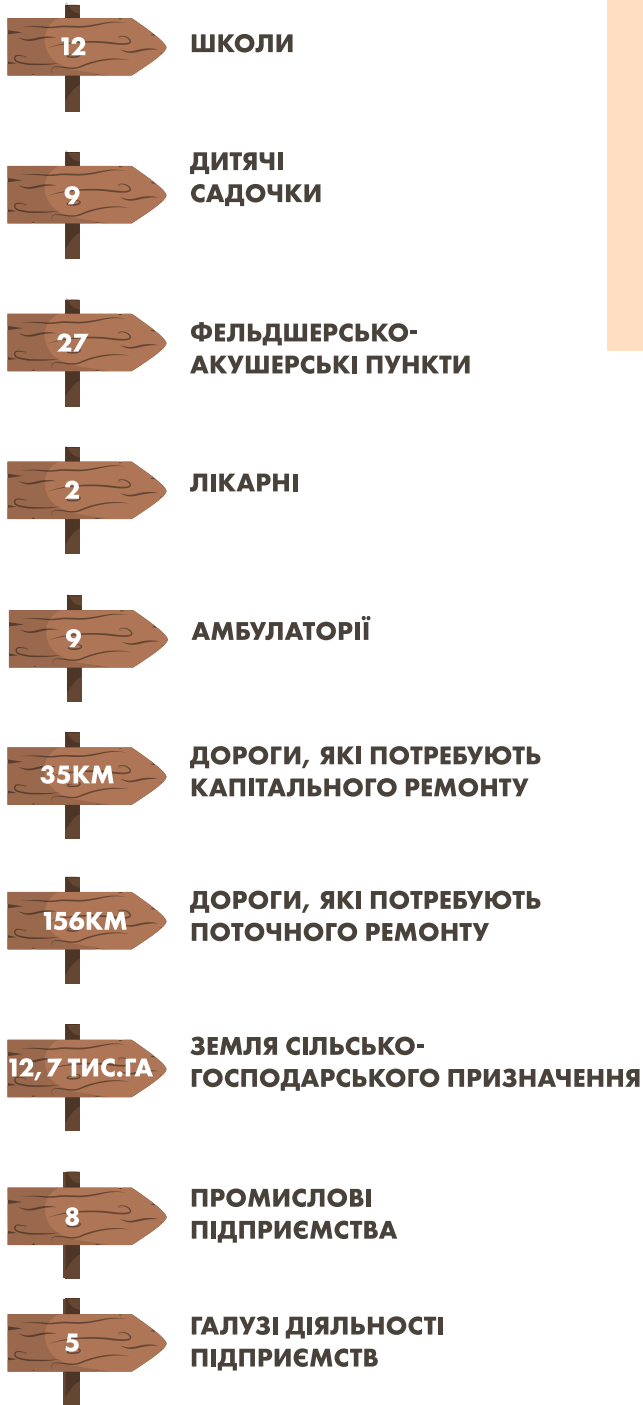 12
ШКОЛИ
9
ДИТЯЧІ
САДОЧКИ
27
ФЕЛЬДШЕРСЬКО-
АКУШЕРСЬКІ ПУНКТИ
2
ЛІКАРНІ
9
АМБУЛАТОРІЇ
35КМ
ДОРОГИ, ЯКІ ПОТРЕБУЮТЬ
КАПІТАЛЬНОГО РЕМОНТУ
156КМ
ДОРОГИ, ЯКІ ПОТРЕБУЮТЬ
ПОТОЧНОГО РЕМОНТУ
12,7 ТИС.ГА
ЗЕМЛЯ СІЛЬСЬКО-
ГОСПОДАРСЬКОГО ПРИЗНАЧЕННЯ
8
ПРОМИСЛОВІ
ПІДПРИЄМСТВА
5
ГАЛУЗІ ДІЯЛЬНОСТІ
ПІДПРИЄМСТВ